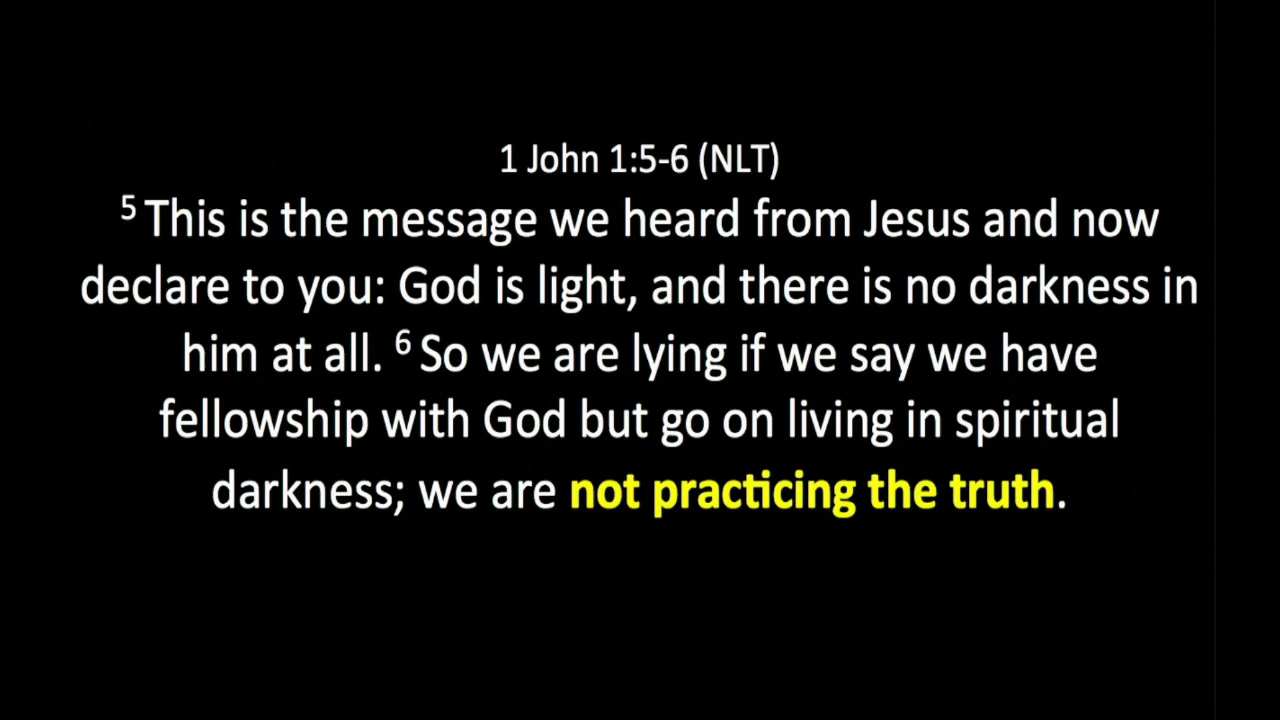 1 John 1:5-6 (NLT)
5 This is the message we heard from Jesus and now
declare to you: God is light, and there is no darkness in
him at all. 6 So we are lying if we say we have
fellowship with God but go on living in spiritual
darkness; we are not practicing the truth.